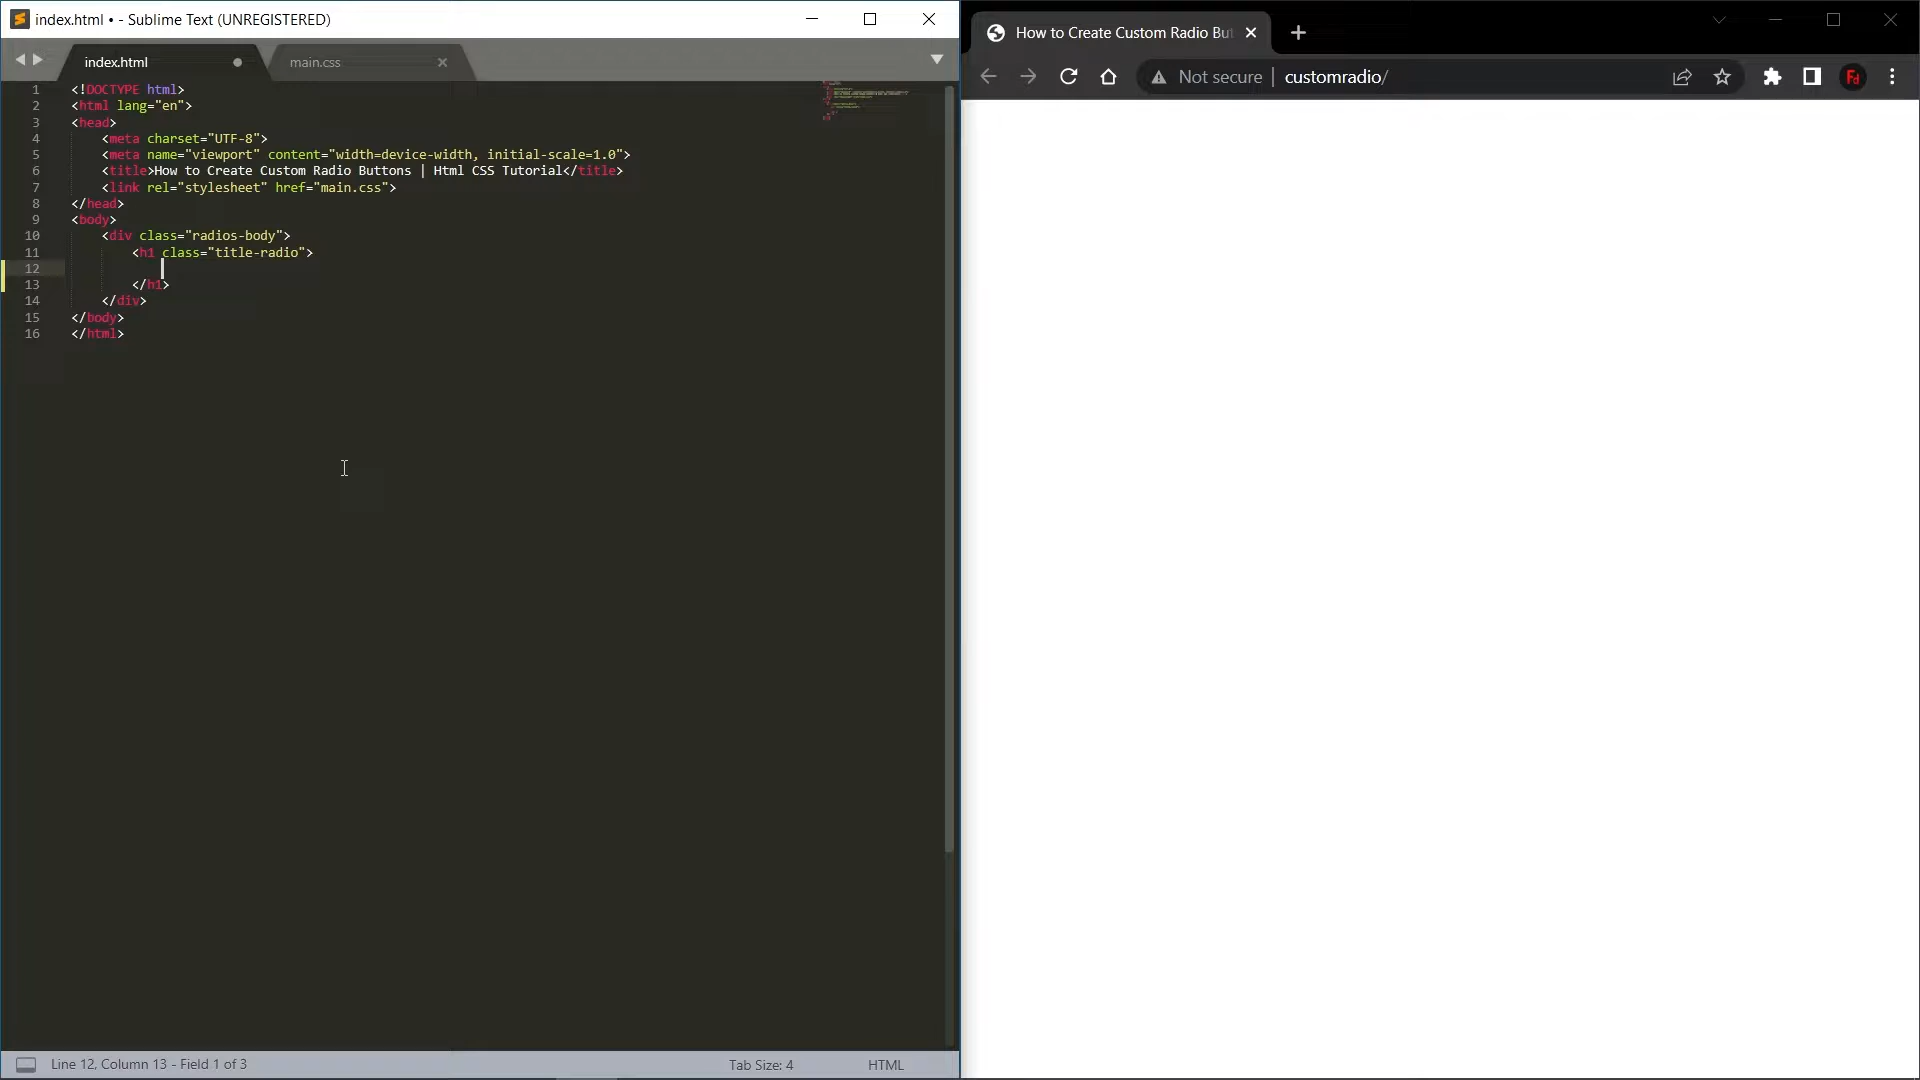 index.html • - Sublime Text (UNREGISTERED)
index.html
main.css
1 <!DOCTYPE html>
2 <html lang="en">
3 <head>
4 <meta charset="UTF-8">
5 <meta name="viewport" content="width=device-width, initial-scale=1.0">
6 <title>How to Create Custom Radio Buttons | Html CSS Tutorial</title>
7 <link rel="stylesheet" href="main.css">
8 </head>
9 <body>
10 <div class="radios-body">
11 <h1 class="title-radio">
12
13 </h1>
14 </div>
15 </body>
16 </html>
Line 12, Column 13 - Field 1 of 3
Tab Size: 4
HTML
How to Create Custom Radio But
Not secure | customradio/
Fd